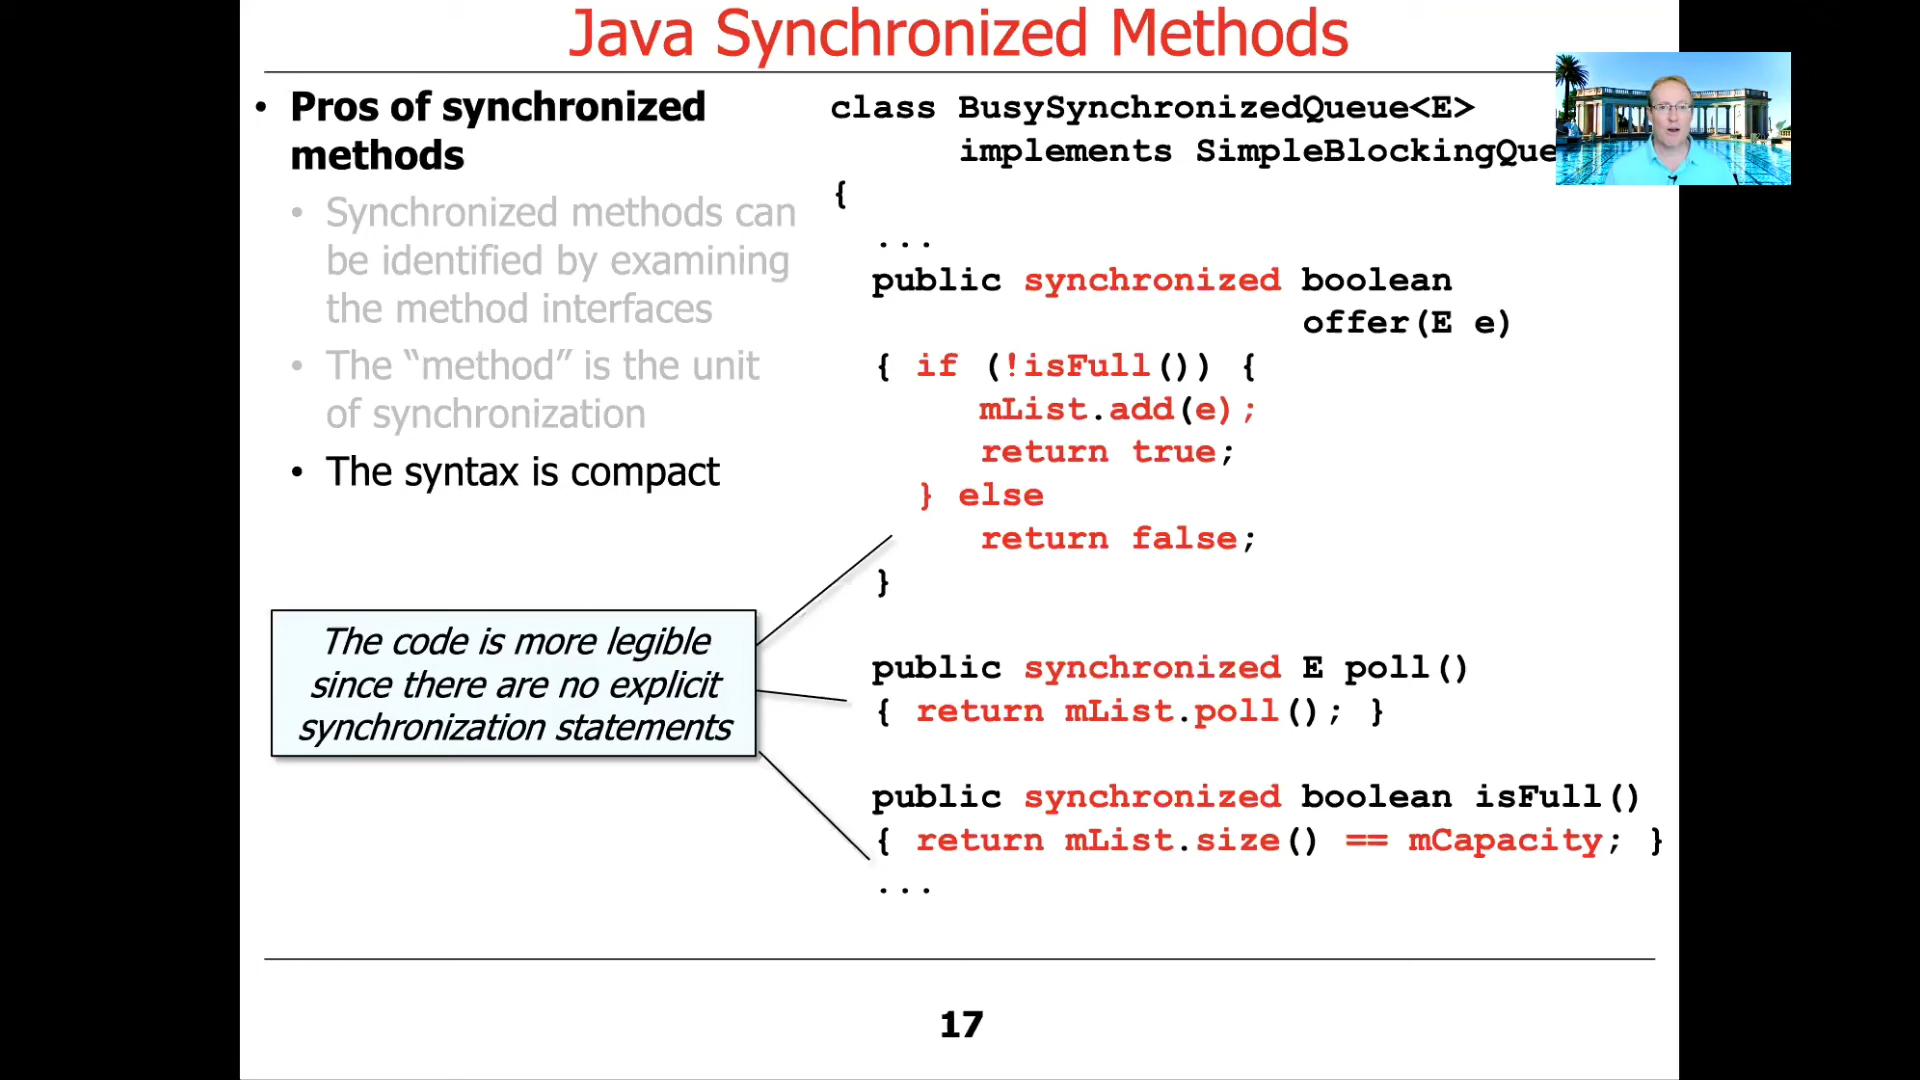 Java Synchronized Methods
• Pros of synchronized
methods
• Synchronized methods can
be identified by examining
the method interfaces
• The “method” is the unit
of synchronization
• The syntax is compact
The code is more legible
since there are no explicit
synchronization statements
class BusySynchronizedQueue<E>
implements SimpleBlockingQue
{
...
public synchronized boolean
offer(E e)
{ if (!isFull()) {
mList.add(e);
return true;
} else
return false;
}
public synchronized E poll()
{ return mList.poll(); }
public synchronized boolean isFull()
{ return mList.size() == mCapacity; }
...
17